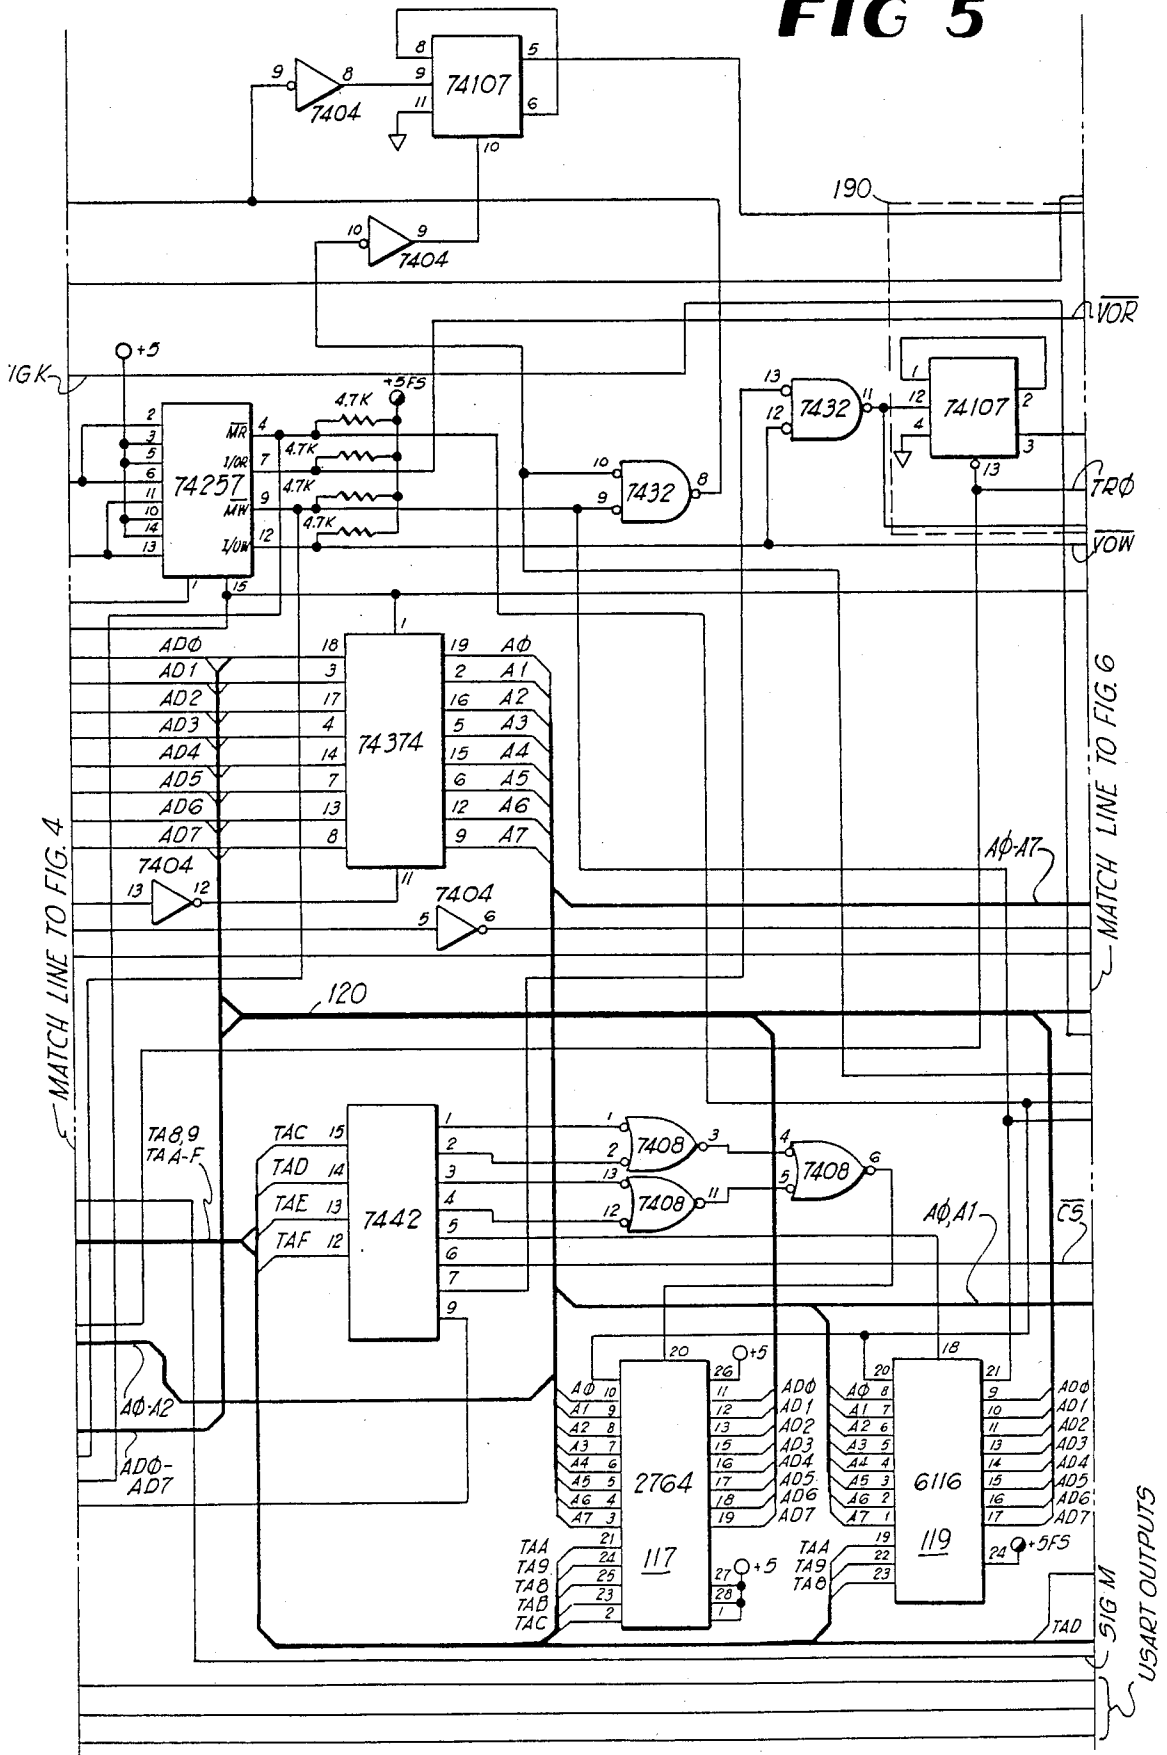 FIG 5
8
5
9
8
9
74107
7404
11
6
10
190
10
9
7404
VOR
+5
IGK
+5FS
1
4.7K
13
11
12
2
2
4
MR
7432
12
74107
3
4.7K
4
5
I/OR
7
3
6
74257
4.7K
10
8
13
11
MW
9
9
7432
TRΦ
10
4.7K
14
12
13
I/OW
VOW
1
15
1
ADΦ
18
19
AΦ
AD1
3
2
A1
AD2
17
16
A2
AD3
4
5
A3
74374
AD4
14
15
A4
AD5
7
6
A5
AD6
13
12
A6
AD7
8
9
A7
AΦ-A7
7404
11
13
12
7404
5
6
MATCH LINE TO FIG. 4
MATCH LINE TO FIG. 6
120
TA8,9
TAA-F
TAC
15
1
1
3
7408
2
2
4
6
TAD
14
3
13
7408
11
5
7408
TAE
13
4
12
7442
5
AΦ,A1
CS
TAF
12
6
7
9
20
+5
18
26
20
21
AΦ
10
11
ADΦ
AΦ
8
9
ADΦ
A1
9
12
AD1
A1
7
10
AD1
A2
8
13
AD2
A2
6
11
AD2
A3
7
15
AD3
A3
5
13
AD3
A4
6
16
AD4
A4
4
14
AD4
A5
5
2764
17
AD5
A5
3
6116
15
AD5
A6
4
18
AD6
A6
2
16
AD6
A7
3
19
AD7
A7
1
17
AD7
AΦ-A2
ADΦ-
AD7
TAA
21
117
TAA
19
119
24
+5FS
TA9
24
27
+5
TA9
22
TA8
25
28
TA8
23
TAB
23
1
TAC
2
TAD
SIG M
USART OUTPUTS